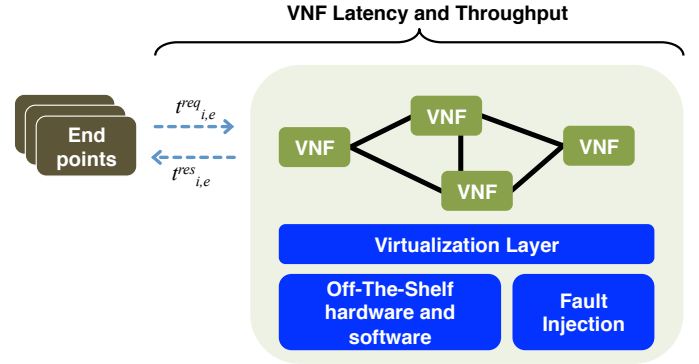 VNF Latency and Throughput
t^req_i,e
End
points
t^res_i,e
VNF
VNF
VNF
VNF
Virtualization Layer
Off-The-Shelf
hardware and
software
Fault
Injection